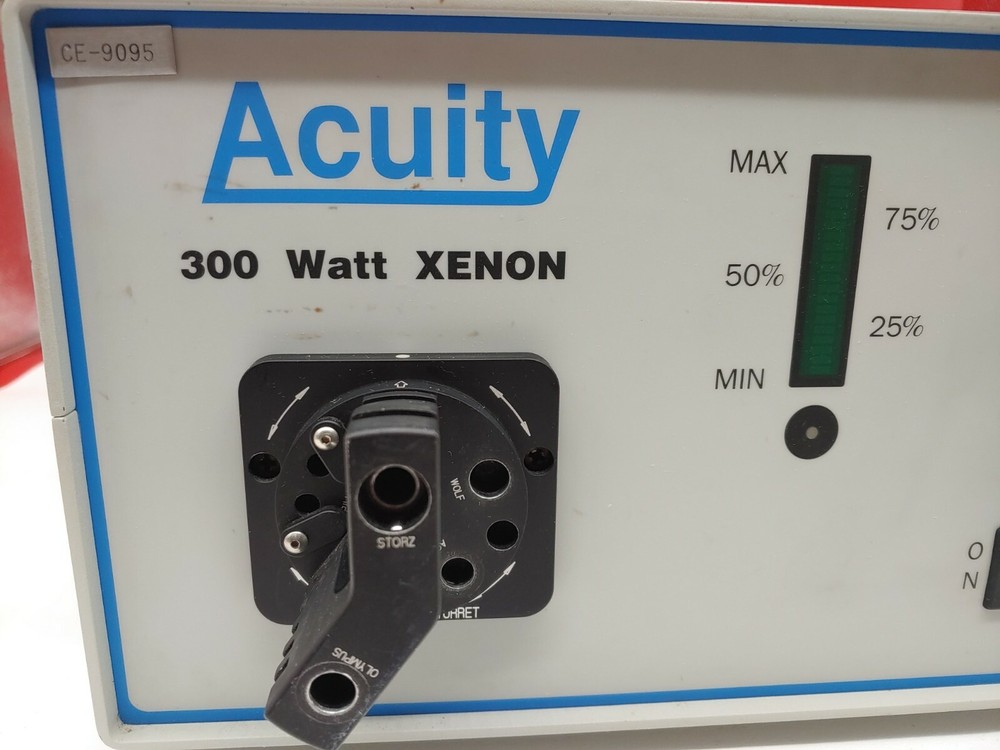 CE-9095
Acuity
300 Watt XENON
MAX
75%
50%
25%
MIN
WOLF
STORZ
OLYMPUS
O
N